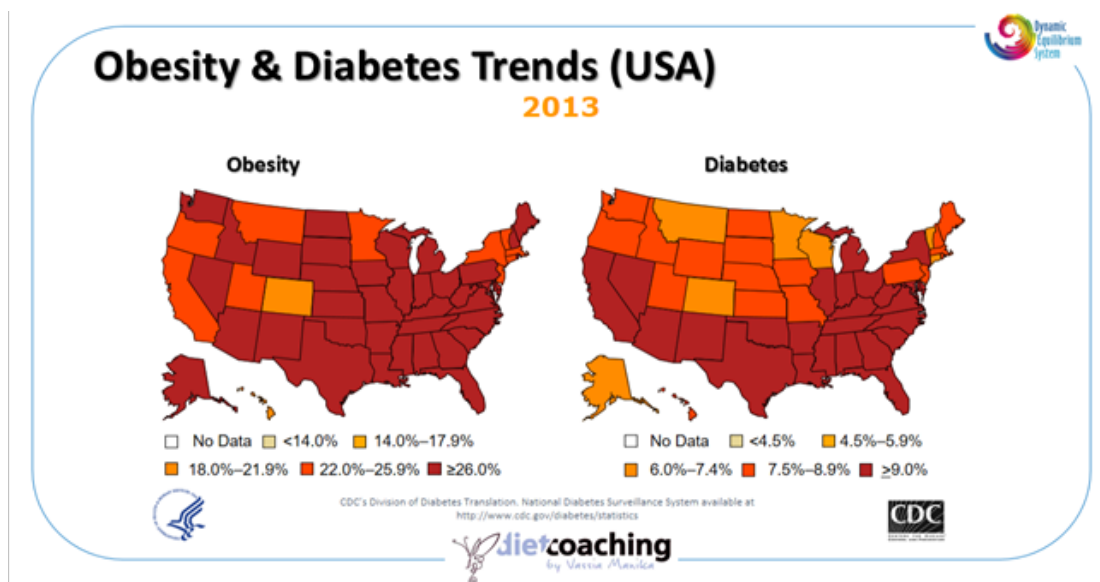 Dynamic
Equilibrium
System
Obesity & Diabetes Trends (USA)
2013
Obesity
Diabetes
No Data <14.0% 14.0%–17.9%
18.0%–21.9% 22.0%–25.9% ≥26.0%
No Data <4.5% 4.5%–5.9%
6.0%–7.4% 7.5%–8.9% ≥9.0%
CDC's Division of Diabetes Translation. National Diabetes Surveillance System available at
http://www.cdc.gov/diabetes/statistics
CDC
dietcoaching
by Vassia Manika